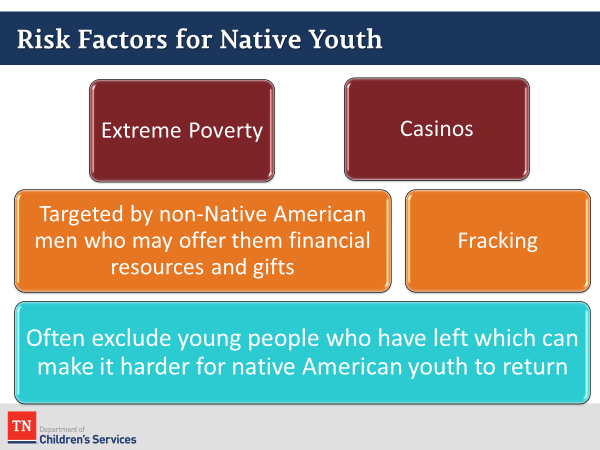 Risk Factors for Native Youth
Extreme Poverty
Casinos
Targeted by non-Native American
men who may offer them financial
resources and gifts
Fracking
Often exclude young people who have left which can
make it harder for native American youth to return
TN
Department of
Children's Services